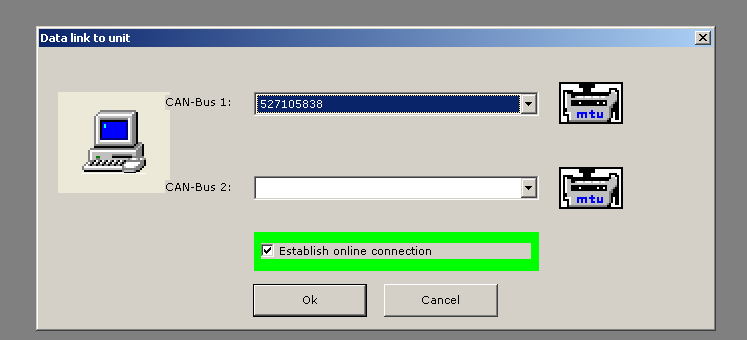 Data link to unit
CAN-Bus 1:
527105838
mtu
CAN-Bus 2:
mtu
Establish online connection
Ok
Cancel